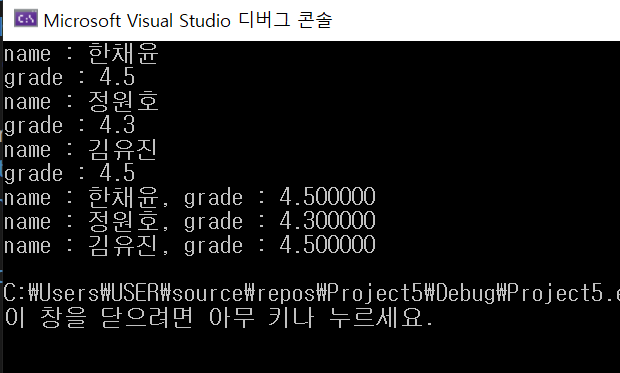 Microsoft Visual Studio 디버그 콘솔
name : 한채윤
grade : 4.5
name : 정원호
grade : 4.3
name : 김유진
grade : 4.5
name : 한채윤, grade : 4.500000
name : 정원호, grade : 4.300000
name : 김유진, grade : 4.500000
C:₩Users₩USER₩source₩repos₩Project5₩Debug₩Project5.e
이 창을 닫으려면 아무 키나 누르세요.